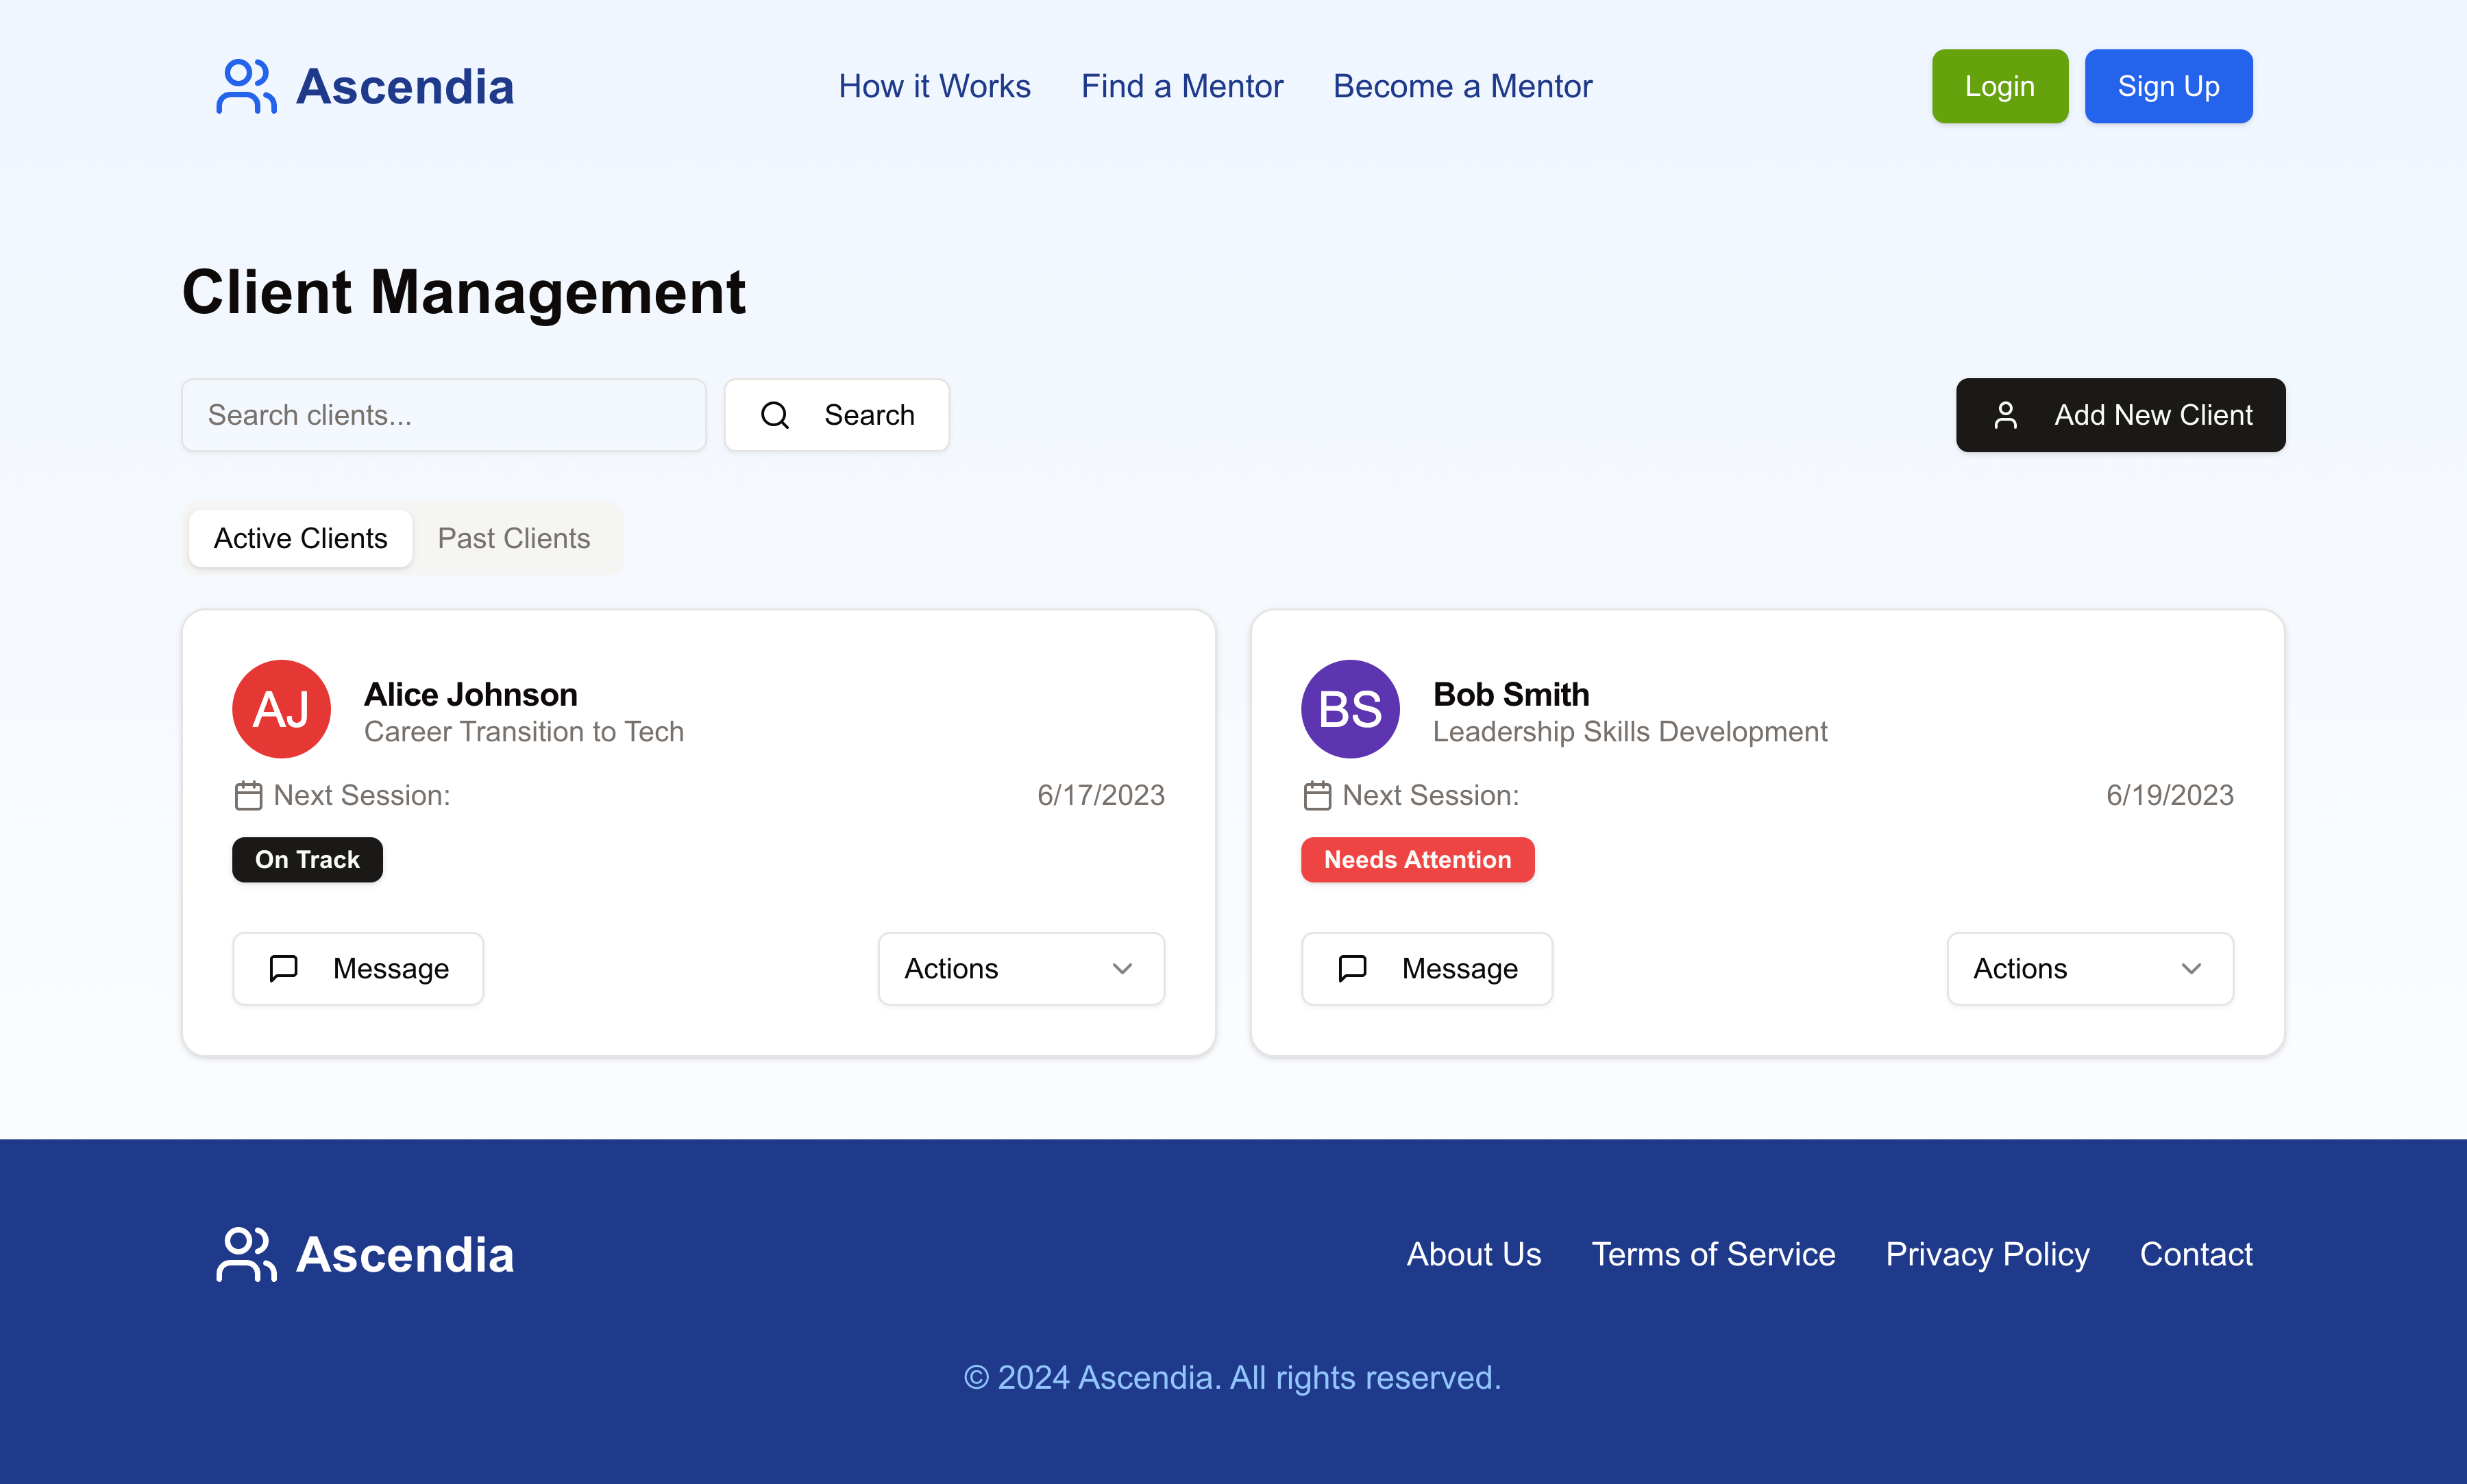 Ascendia
How it Works
Find a Mentor
Become a Mentor
Login
Sign Up
Client Management
Search clients...
Search
Add New Client
Active Clients
Past Clients
AJ
Alice Johnson
Career Transition to Tech
Next Session:
6/17/2023
On Track
Message
Actions
BS
Bob Smith
Leadership Skills Development
Next Session:
6/19/2023
Needs Attention
Message
Actions
Ascendia
About Us
Terms of Service
Privacy Policy
Contact
© 2024 Ascendia. All rights reserved.